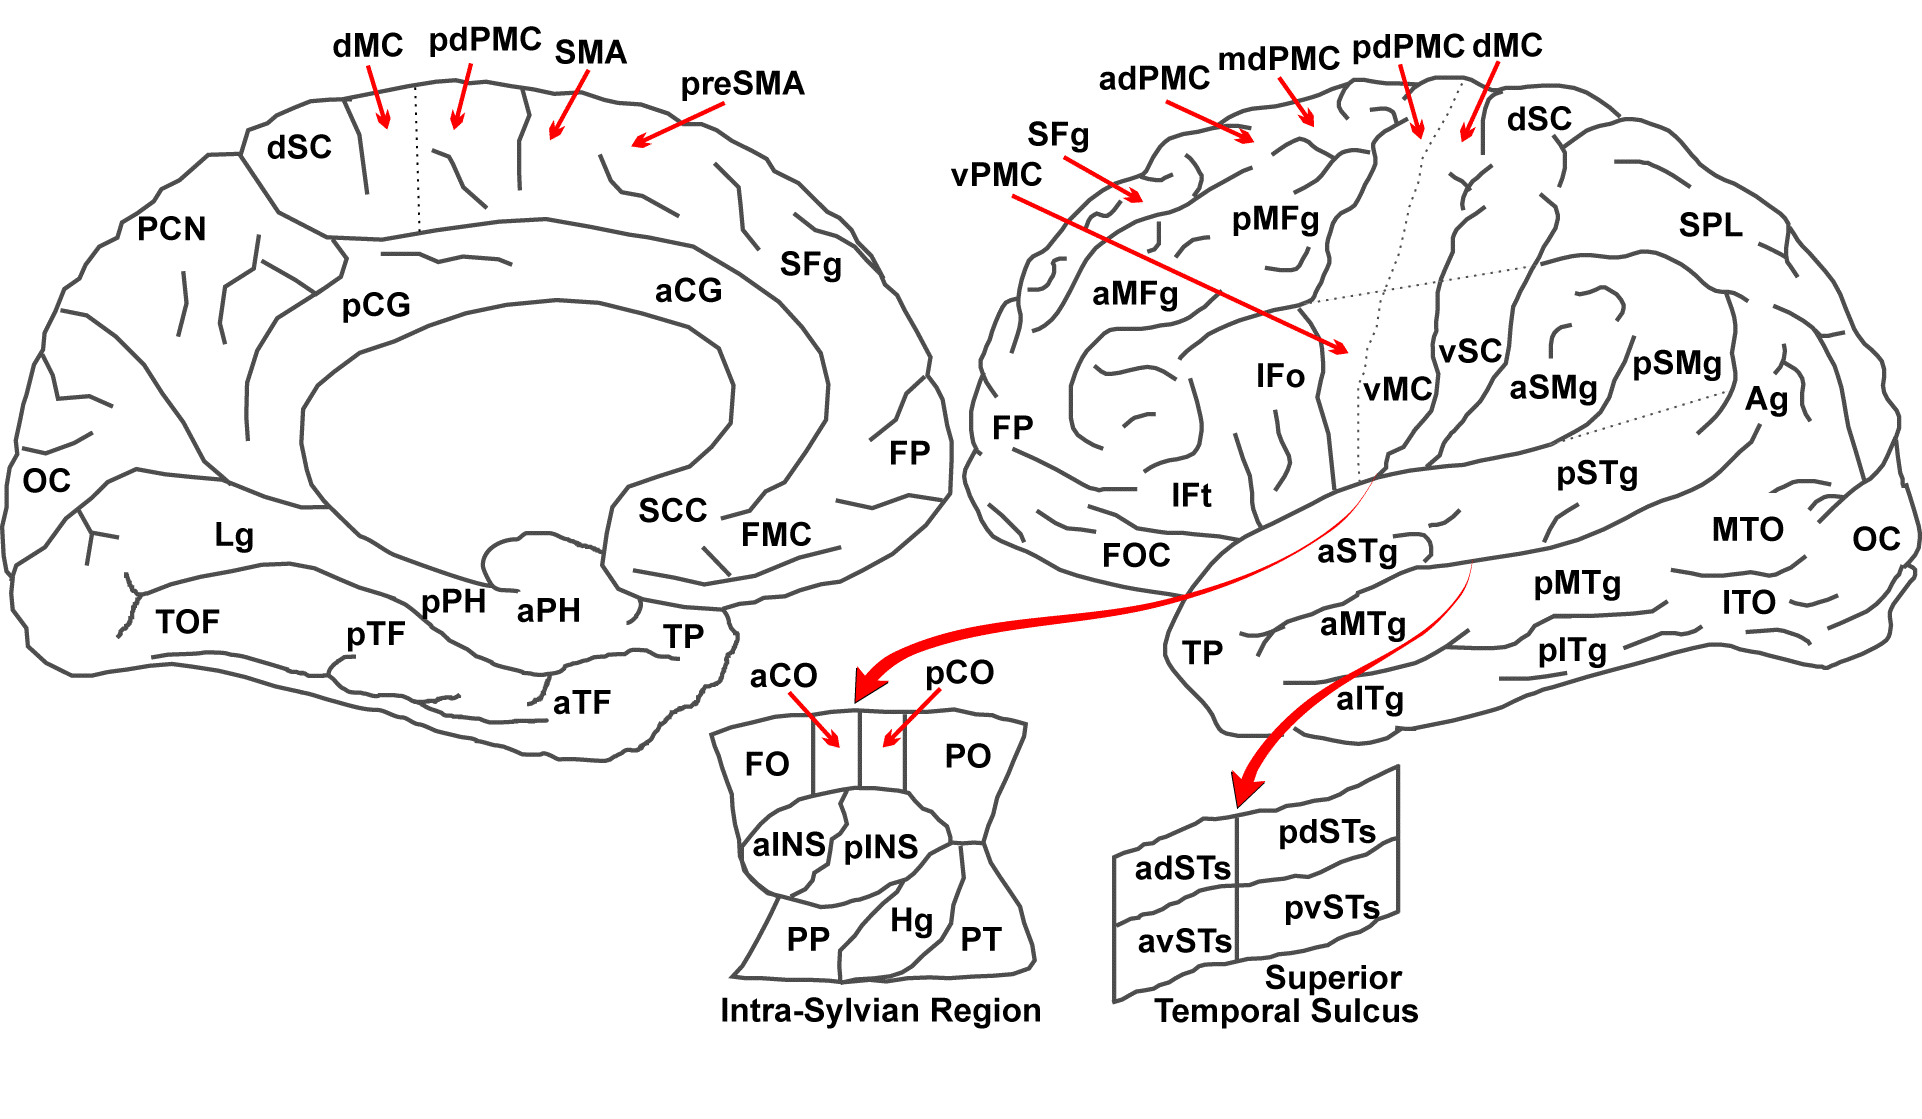 dMC
pdPMC
SMA
preSMA
dSC
PCN
SFg
pCG
aCG
FP
OC
SCC
FMC
Lg
pPH
aPH
TOF
pTF
TP
aTF
adPMC
mdPMC
pdPMC
dMC
SFg
vPMC
dSC
pMFg
SPL
aMFg
IFo
vMC
vSC
aSMg
pSMg
Ag
FP
IFt
pSTg
FOC
aSTg
MTO
OC
pMTg
ITO
aMTg
TP
pITg
aITg
aCO
pCO
FO
PO
aINS
pINS
PP
Hg
PT
Intra-Sylvian Region
pdSTs
adSTs
pvSTs
avSTs
Superior
Temporal Sulcus